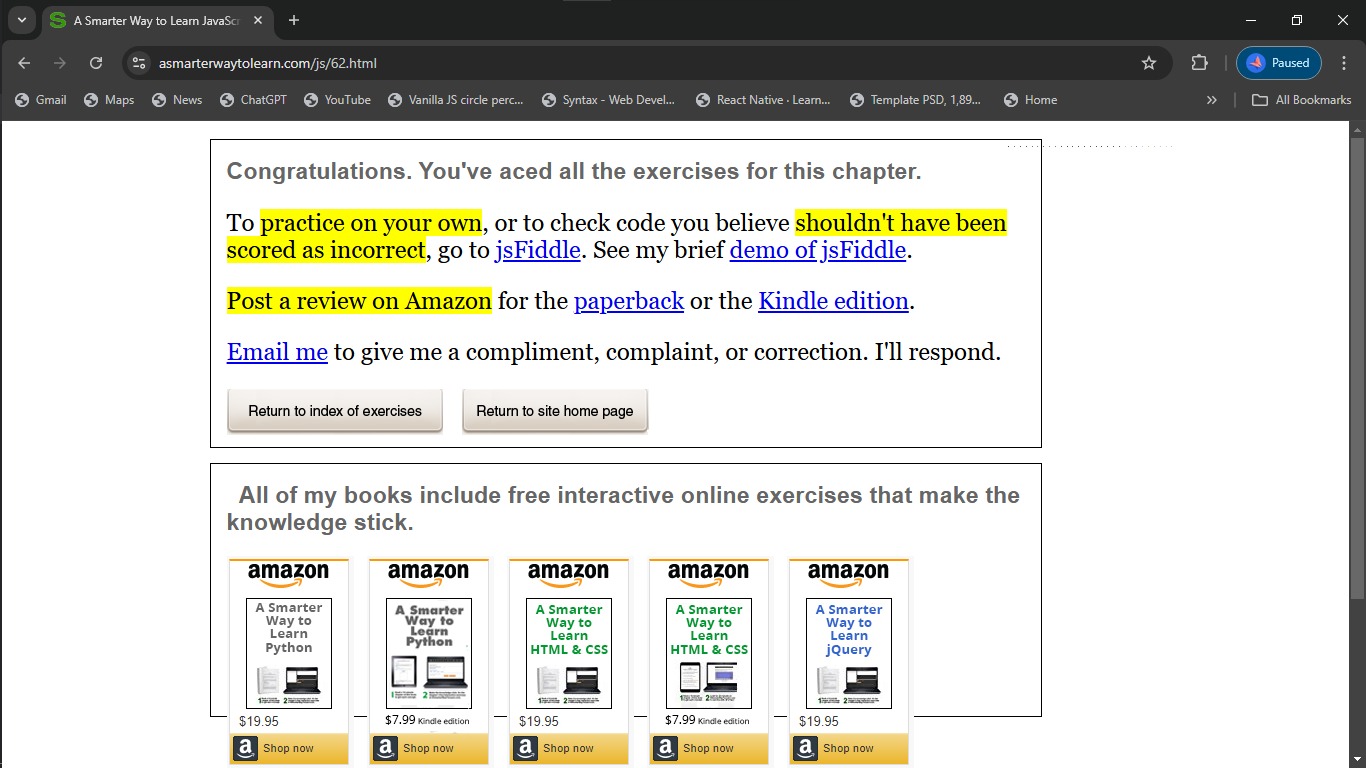 A Smarter Way to Learn JavaScr
asmarterwaytolearn.com/js/62.html
Paused
Gmail
Maps
News
ChatGPT
YouTube
Vanilla JS circle perc...
Syntax - Web Devel...
React Native · Learn...
Template PSD, 1,89...
Home
All Bookmarks
Congratulations. You've aced all the exercises for this chapter.
To practice on your own, or to check code you believe shouldn't have been
scored as incorrect, go to jsFiddle. See my brief demo of jsFiddle.
Post a review on Amazon for the paperback or the Kindle edition.
Email me to give me a compliment, complaint, or correction. I'll respond.
Return to index of exercises
Return to site home page
All of my books include free interactive online exercises that make the
knowledge stick.
amazon
A Smarter
Way to
Learn
Python
$19.95
Shop now
amazon
A Smarter
Way to
Learn
Python
$7.99 Kindle edition
Shop now
amazon
A Smarter
Way to
Learn
HTML & CSS
$19.95
Shop now
amazon
A Smarter
Way to
Learn
HTML & CSS
$7.99 Kindle edition
Shop now
amazon
A Smarter
Way to
Learn
jQuery
$19.95
Shop now